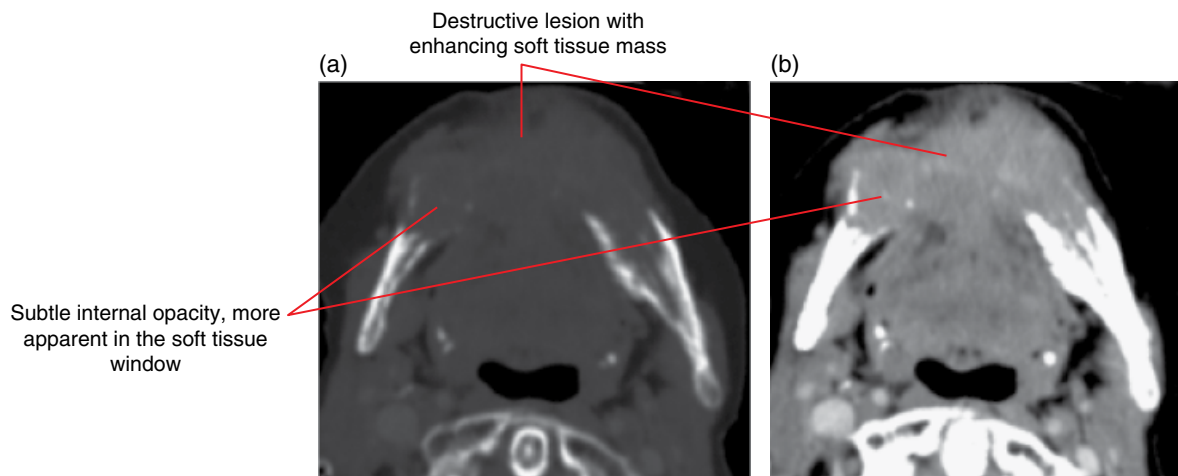 Destructive lesion with
enhancing soft tissue mass
(a)
(b)
Subtle internal opacity, more
apparent in the soft tissue
window